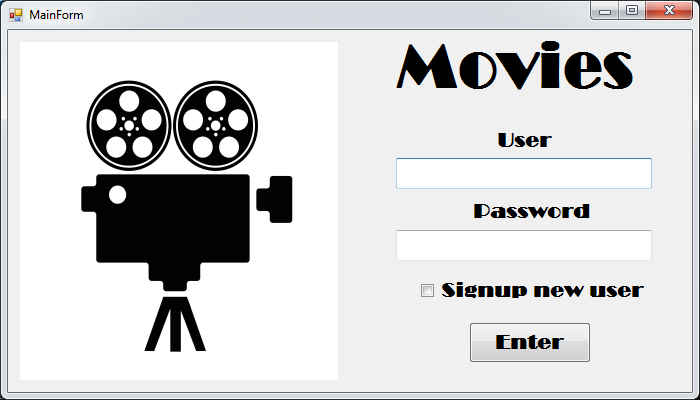 MainForm
Movies
User
Password
Signup new user
Enter